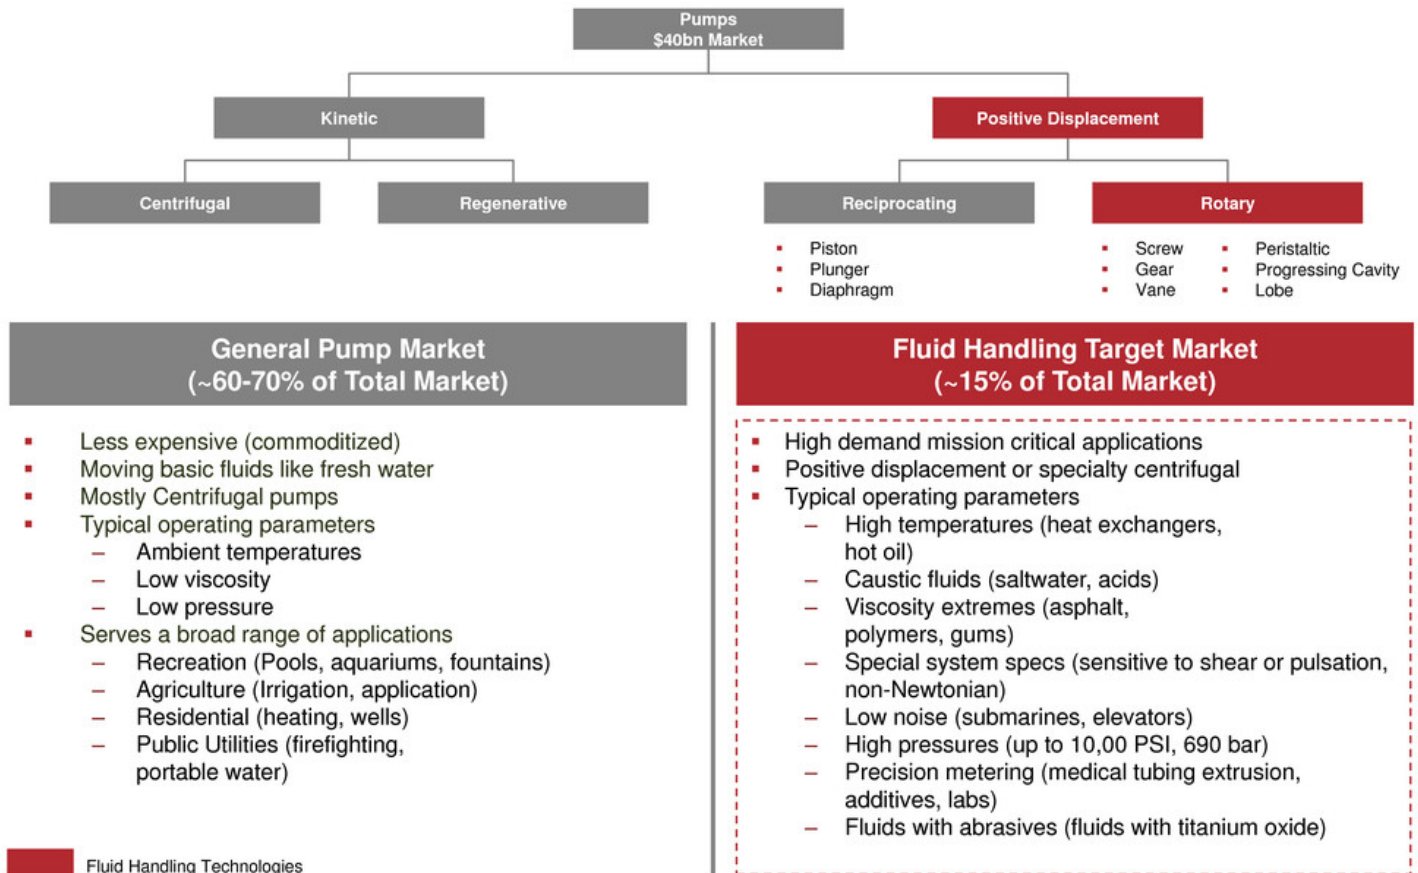 Pumps
$40bn Market
Kinetic
Positive Displacement
Centrifugal
Regenerative
Reciprocating
Rotary
Piston
Plunger
Diaphragm
Screw
Gear
Vane
Peristaltic
Progressing Cavity
Lobe
General Pump Market
(~60-70% of Total Market)
Less expensive (commoditized)
Moving basic fluids like fresh water
Mostly Centrifugal pumps
Typical operating parameters
– Ambient temperatures
– Low viscosity
– Low pressure
Serves a broad range of applications
– Recreation (Pools, aquariums, fountains)
– Agriculture (Irrigation, application)
– Residential (heating, wells)
– Public Utilities (firefighting,
portable water)
Fluid Handling Target Market
(~15% of Total Market)
High demand mission critical applications
Positive displacement or specialty centrifugal
Typical operating parameters
– High temperatures (heat exchangers,
hot oil)
– Caustic fluids (saltwater, acids)
– Viscosity extremes (asphalt,
polymers, gums)
– Special system specs (sensitive to shear or pulsation,
non-Newtonian)
– Low noise (submarines, elevators)
– High pressures (up to 10,00 PSI, 690 bar)
– Precision metering (medical tubing extrusion,
additives, labs)
– Fluids with abrasives (fluids with titanium oxide)
Fluid Handling Technologies